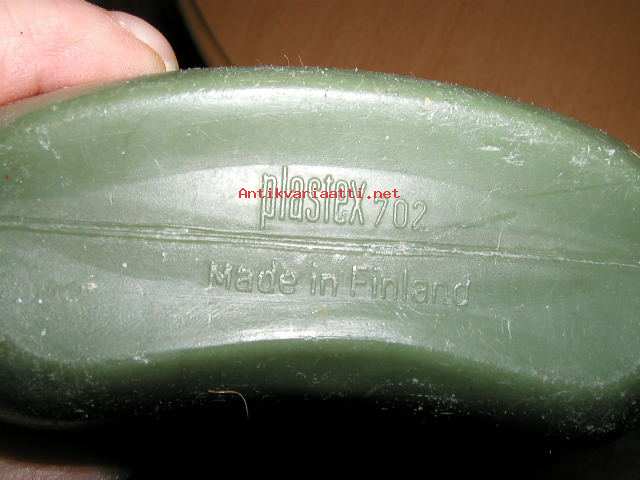 Antikvariaatti.net
plastex 702
Made in Finland